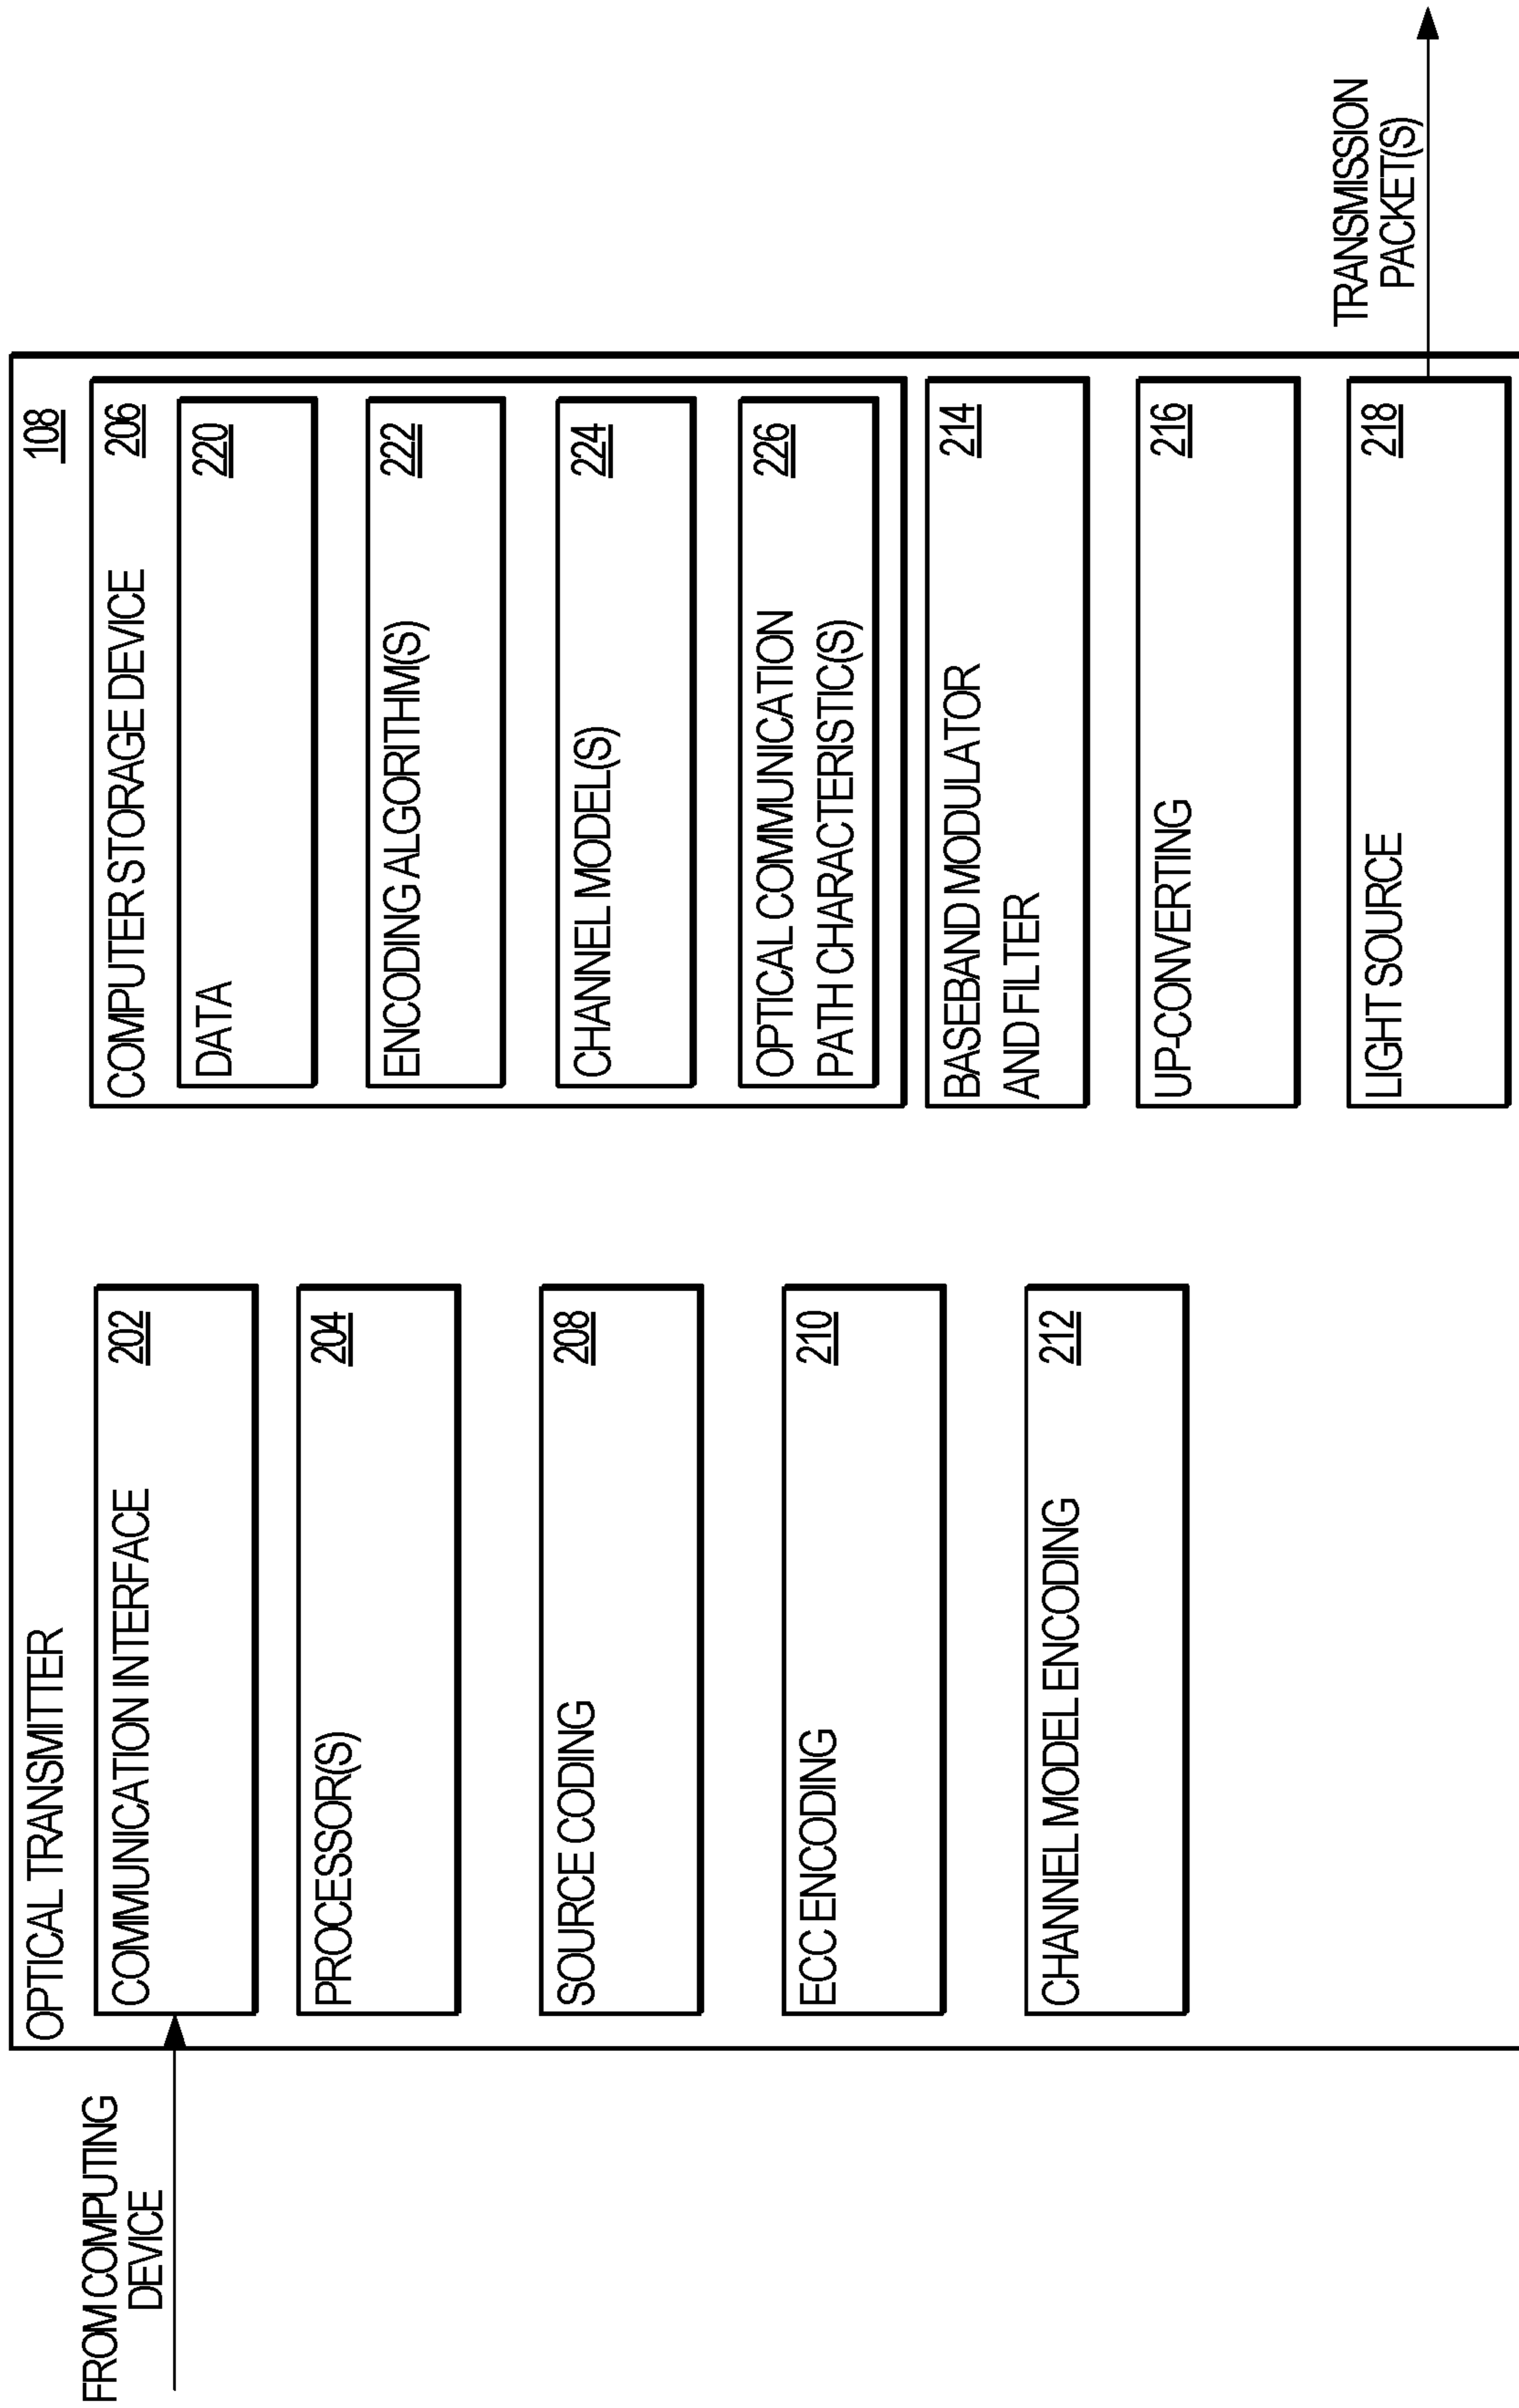 OPTICAL TRANSMITTER 108
FROM COMPUTING
DEVICE
COMMUNICATION INTERFACE 202
PROCESSOR(S) 204
SOURCE CODING 208
ECC ENCODING 210
CHANNEL MODEL ENCODING 212
COMPUTER STORAGE DEVICE 206
DATA 220
ENCODING ALGORITHM(S) 222
CHANNEL MODEL(S) 224
OPTICAL COMMUNICATION 226
PATH CHARACTERISTIC(S)
BASEBAND MODULATOR 214
AND FILTER
UP-CONVERTING 216
LIGHT SOURCE 218
TRANSMISSION
PACKET(S)